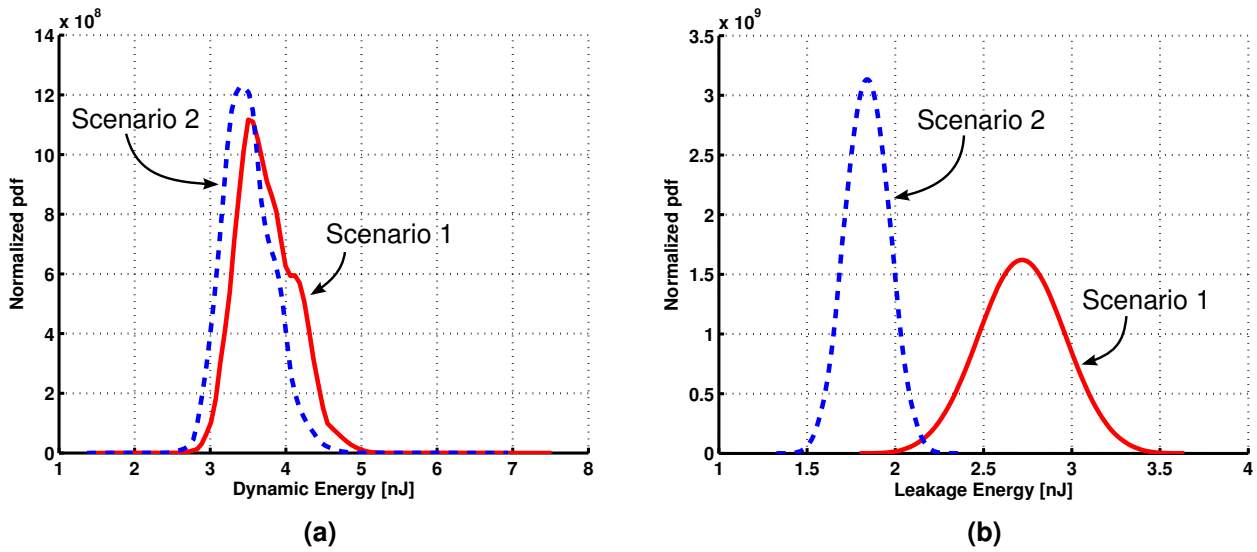 x 10^8
14
12
10
8
6
4
2
0
Normalized pdf
Scenario 2
Scenario 1
1 2 3 4 5 6 7 8
Dynamic Energy [nJ]
(a)
x 10^9
3.5
3
2.5
2
1.5
1
0.5
0
Normalized pdf
Scenario 2
Scenario 1
1 1.5 2 2.5 3 3.5 4
Leakage Energy [nJ]
(b)